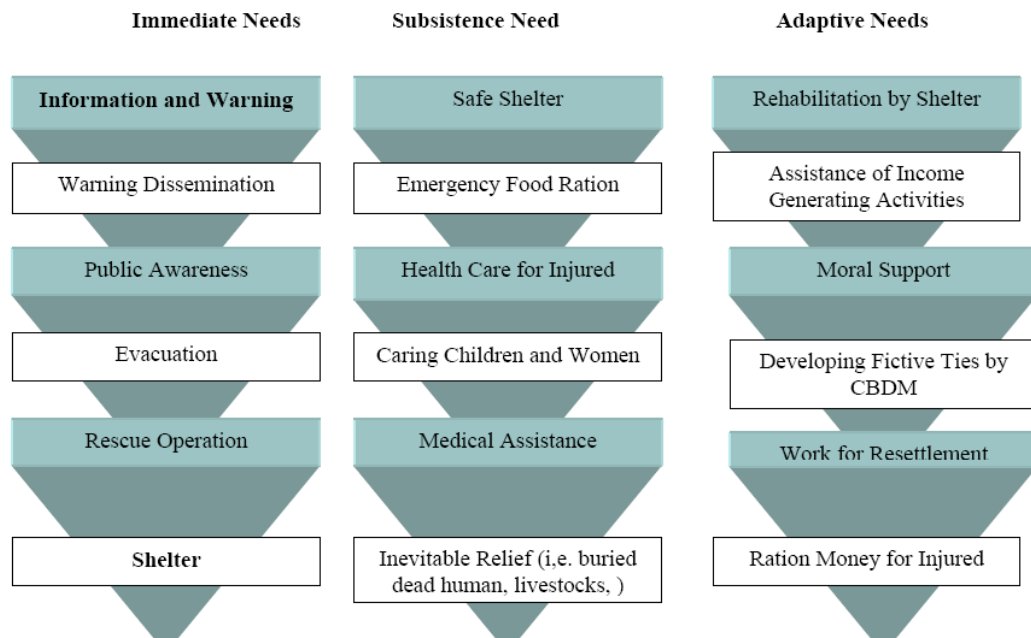 Immediate Needs
Subsistence Need
Adaptive Needs
Information and Warning
Warning Dissemination
Public Awareness
Evacuation
Rescue Operation
Shelter
Safe Shelter
Emergency Food Ration
Health Care for Injured
Caring Children and Women
Medical Assistance
Inevitable Relief (i,e. buried
dead human, livestocks, )
Rehabilitation by Shelter
Assistance of Income
Generating Activities
Moral Support
Developing Fictive Ties by
CBDM
Work for Resettlement
Ration Money for Injured